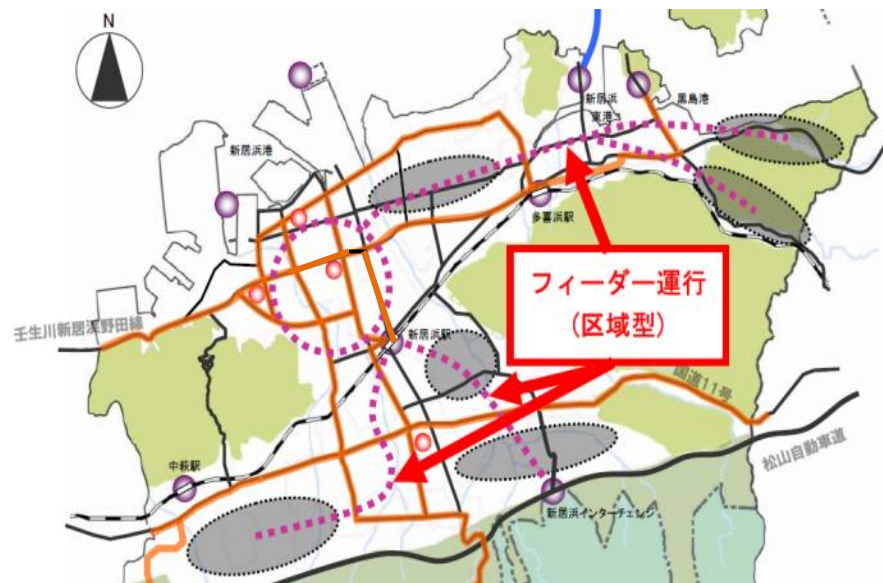 N
新居浜
東港
黒島港
新居浜港
多喜浜駅
フィーダー運行
(区域型)
壬生川新居浜野田線
新居浜駅
国道11号
中萩駅
松山自動車道
新居浜インターチェンジ